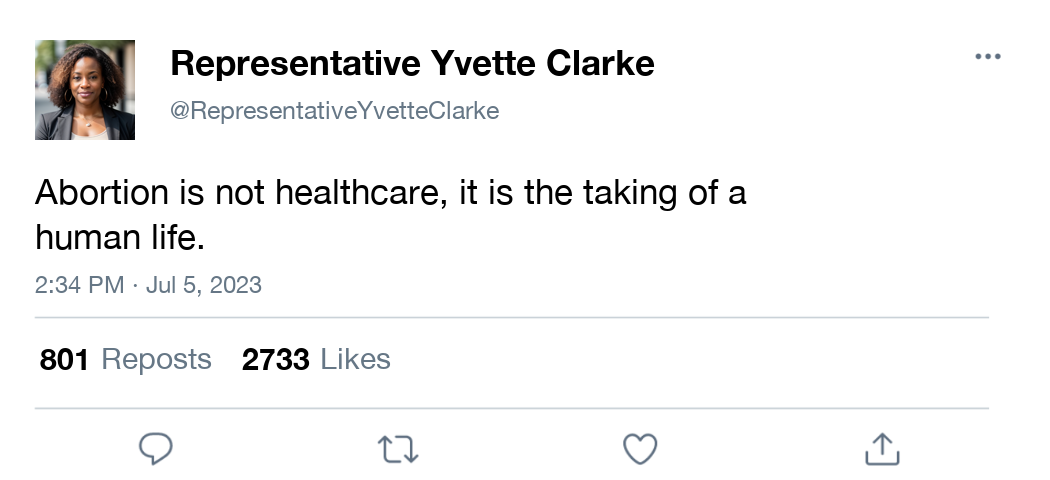 Representative Yvette Clarke
@RepresentativeYvetteClarke
Abortion is not healthcare, it is the taking of a
human life.
2:34 PM · Jul 5, 2023
801 Reposts 2733 Likes